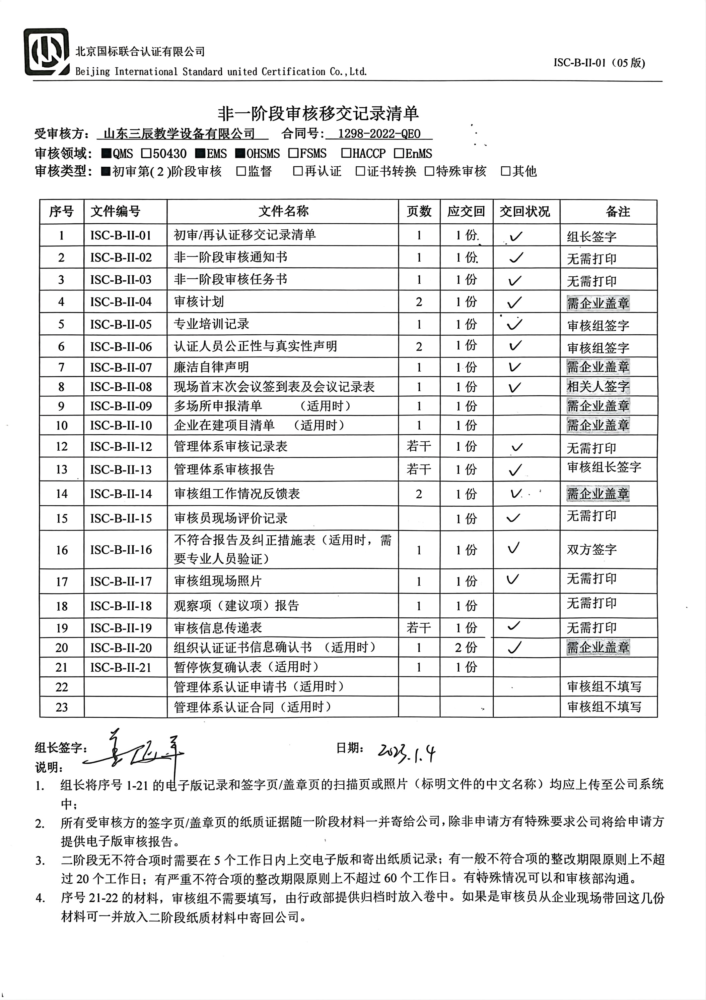 北京国标联合认证有限公司
Beijing International Standard united Certification Co.,Ltd.
ISC-B-II-01（05 版)
非一阶段审核移交记录清单
受审核方： 山东三辰教学设备有限公司 合同号： 1298-2022-QEO
审核领域：■QMS □50430 ■EMS ■OHSMS □FSMS □HACCP □EnMS
审核类型：■初审第( 2 )阶段审核 □监督 □再认证 □证书转换 □特殊审核 □其他
序号 文件编号 文件名称 页数 应交回 交回状况 备注
1 ISC-B-II-01 初审/再认证移交记录清单 1 1 份 ✓ 组长签字
2 ISC-B-II-02 非一阶段审核通知书 1 1 份 ✓ 无需打印
3 ISC-B-II-03 非一阶段审核任务书 1 1 份 ✓ 无需打印
4 ISC-B-II-04 审核计划 2 1 份 ✓ 需企业盖章
5 ISC-B-II-05 专业培训记录 1 1 份 ✓ 审核组签字
6 ISC-B-II-06 认证人员公正性与真实性声明 2 1 份 ✓ 审核组签字
7 ISC-B-II-07 廉洁自律声明 1 1 份 ✓ 需企业盖章
8 ISC-B-II-08 现场首末次会议签到表及会议记录表 1 1 份 ✓ 相关人签字
9 ISC-B-II-09 多场所申报清单 （适用时） 1 1 份 需企业盖章
10 ISC-B-II-10 企业在建项目清单 （适用时） 1 1 份 需企业盖章
12 ISC-B-II-12 管理体系审核记录表 若干 1 份 ✓ 无需打印
13 ISC-B-II-13 管理体系审核报告 若干 1 份 ✓ 审核组长签字
14 ISC-B-II-14 审核组工作情况反馈表 2 1 份 ✓ 需企业盖章
15 ISC-B-II-15 审核员现场评价记录 1 份 ✓ 无需打印
16 ISC-B-II-16 不符合报告及纠正措施表（适用时，需
要专业人员验证） 1 1 份 ✓ 双方签字
17 ISC-B-II-17 审核组现场照片 1 1 份 ✓ 无需打印
18 ISC-B-II-18 观察项（建议项）报告 1 1 份 无需打印
19 ISC-B-II-19 审核信息传递表 若干 1 份 ✓ 无需打印
20 ISC-B-II-20 组织认证证书信息确认书 （适用时） 1 2 份 ✓ 需企业盖章
21 ISC-B-II-21 暂停恢复确认表（适用时） 1 1 份
22 管理体系认证申请书（适用时） 审核组不填写
23 管理体系认证合同（适用时） 审核组不填写
组长签字： 日期： 2023.1.4
说明：
1. 组长将序号 1-21 的电子版记录和签字页/盖章页的扫描页或照片（标明文件的中文名称）均应上传至公司系统
中；
2. 所有受审核方的签字页/盖章页的纸质证据随一阶段材料一并寄给公司，除非申请方有特殊要求公司将给申请方
提供电子版审核报告。
3. 二阶段无不符合项时需要在 5 个工作日内上交电子版和寄出纸质记录；有一般不符合项的整改期限原则上不超
过 20 个工作日；有严重不符合项的整改期限原则上不超过 60 个工作日。有特殊情况可以和审核部沟通。
4. 序号 21-22 的材料，审核组不需要填写，由行政部提供归档时放入卷中。如果是审核员从企业现场带回这几份
材料可一并放入二阶段纸质材料中寄回公司。